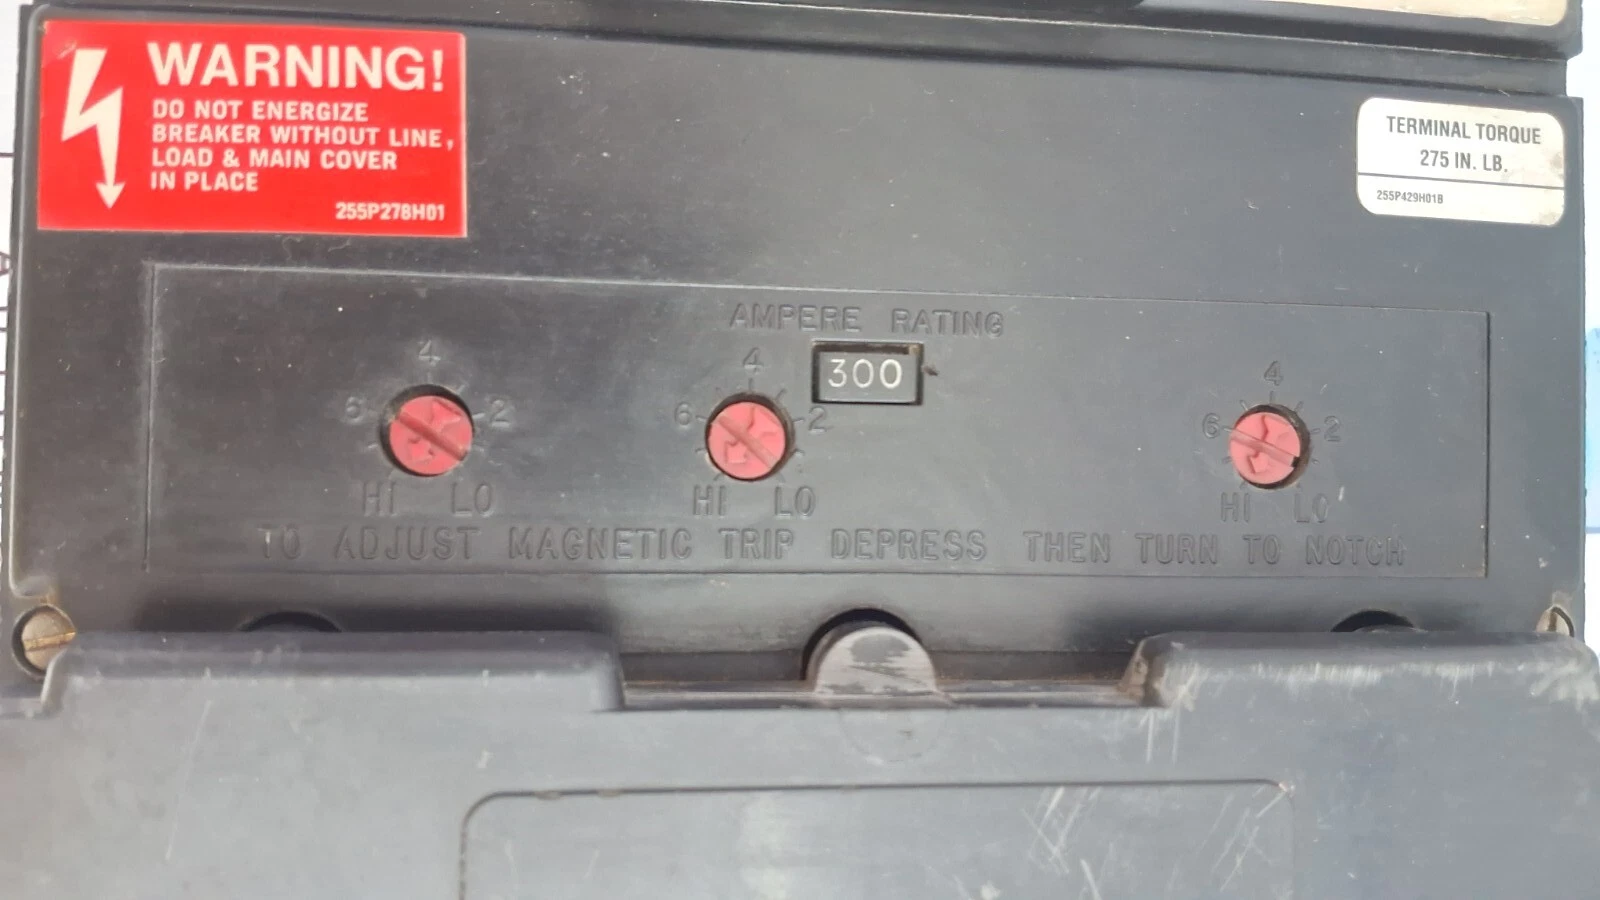 WARNING!
DO NOT ENERGIZE
BREAKER WITHOUT LINE,
LOAD & MAIN COVER
IN PLACE
255P278H01
TERMINAL TORQUE
275 IN. LB.
255P429H01B
AMPERE RATING
300
4
6 2
HI LO
4
6 2
HI LO
4
6 2
HI LO
TO ADJUST MAGNETIC TRIP DEPRESS THEN TURN TO NOTCH